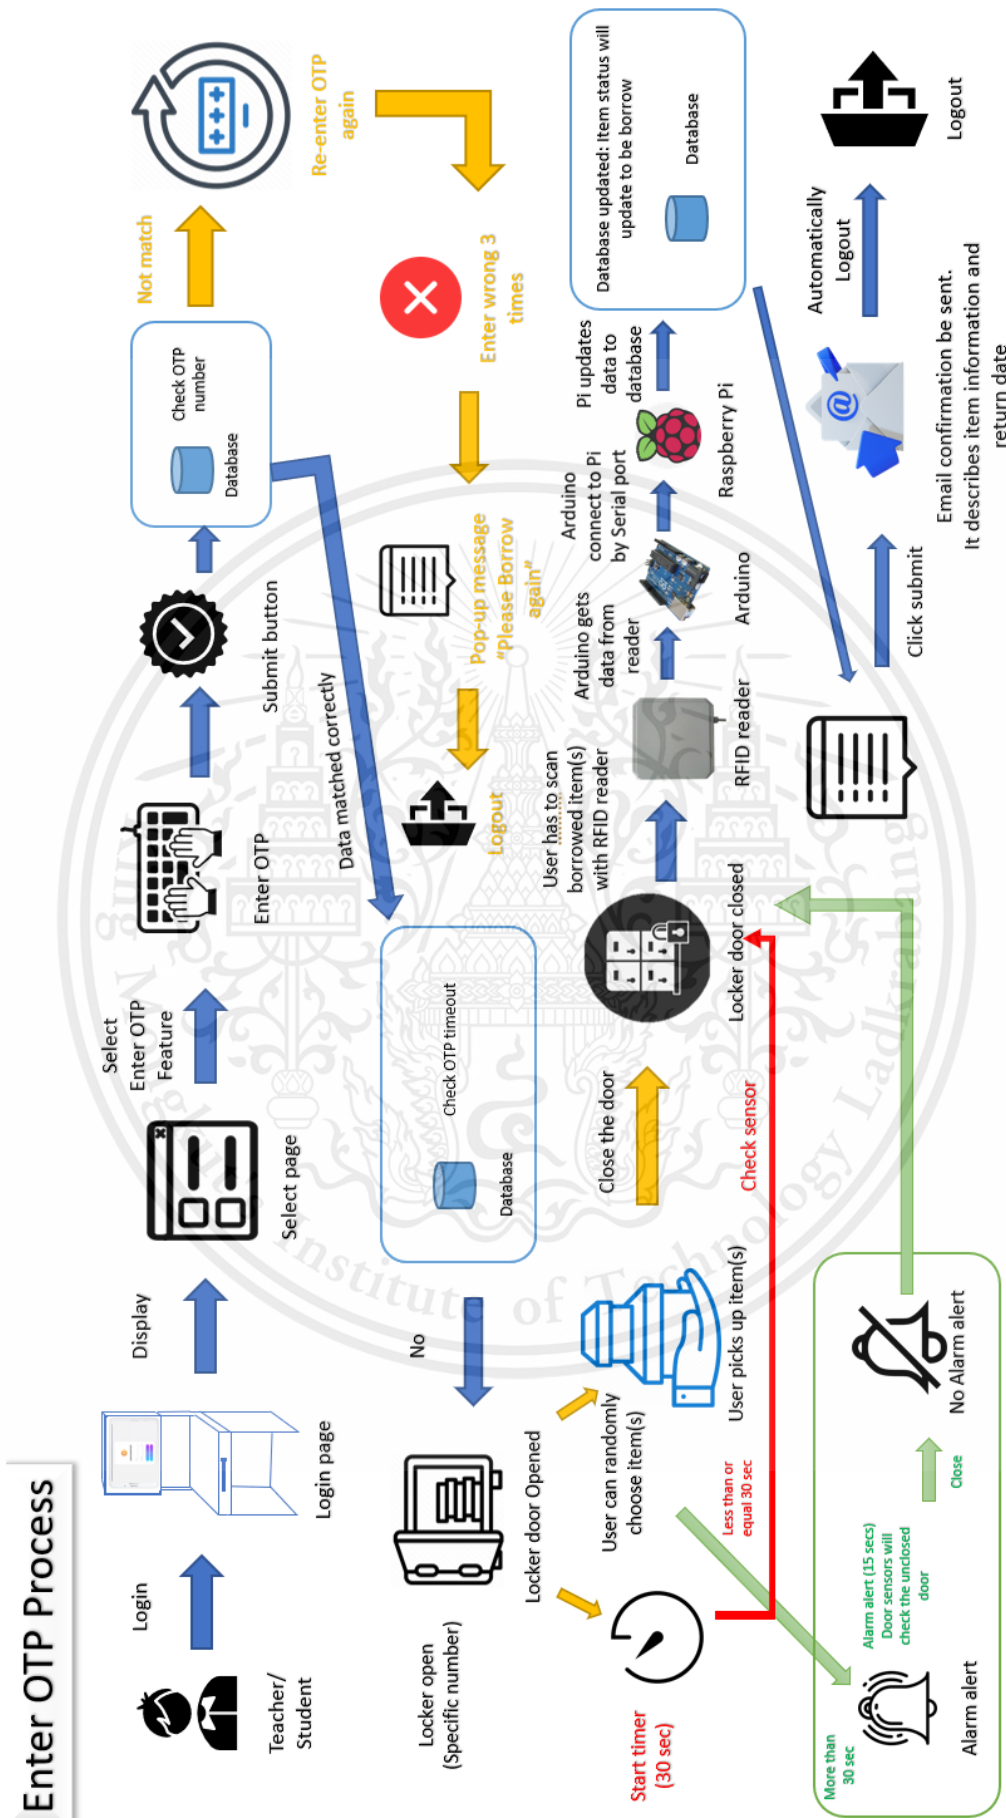 Enter OTP Process
Login
Display
Select
Enter OTP
Feature
Not match
Teacher/
Student
Login page
Select page
Enter OTP
Submit button
Check OTP
number
Database
Re-enter OTP
again
Data matched correctly
Locker open
(Specific number)
No
Check OTP timeout
Database
Logout
Pop-up message
“Please Borrow
again”
Enter wrong 3
times
Locker door Opened
Start timer
(30 sec)
User can randomly
choose item(s)
User picks up item(s)
Close the door
Locker door closed
User has to scan
borrowed item(s)
with RFID reader
RFID reader
Arduino gets
data from
reader
Arduino
Arduino
connect to Pi
by Serial port
Raspberry Pi
Pi updates
data to
database
Database updated: Item status will
update to be borrow
Database
Less than or
equal 30 sec
Check sensor
More than
30 sec
Alarm alert
Alarm alert (15 secs)
Door sensors will
check the unclosed
door
Close
No Alarm alert
Click submit
Email confirmation be sent.
It describes item information and
return date
Automatically
Logout
Logout
King Mongkut's Institute of Technology Ladkrabang